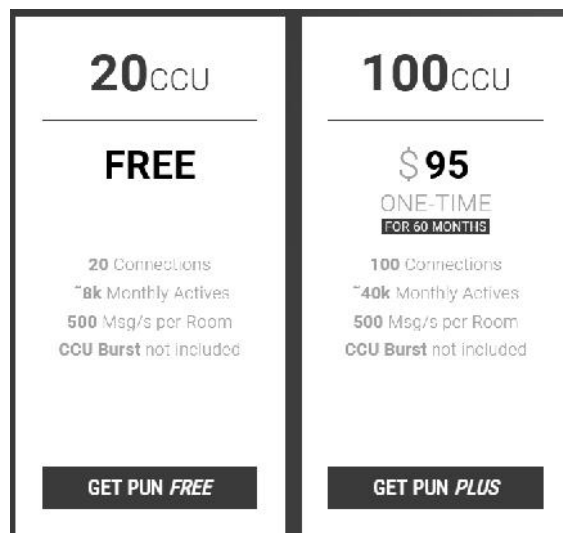 20CCU
FREE
20 Connections
~8k Monthly Actives
500 Msg/s per Room
CCU Burst not included
GET PUN FREE
100CCU
$95
ONE-TIME
FOR 60 MONTHS
100 Connections
~40k Monthly Actives
500 Msg/s per Room
CCU Burst not included
GET PUN PLUS